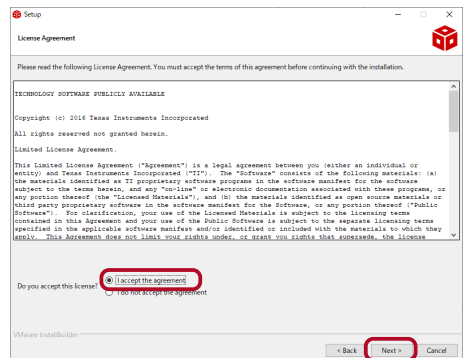 Setup
License Agreement
Please read the following License Agreement. You must accept the terms of this agreement before continuing with the installation.
TECHNOLOGY SOFTWARE PUBLICLY AVAILABLE
Copyright (c) 2016 Texas Instruments Incorporated
All rights reserved not granted herein.
Limited License Agreement.
This Limited License Agreement ("Agreement") is a legal agreement between you (either an individual or
entity) and Texas Instruments Incorporated ("TI"). The "Software" consists of the following materials: (a)
the materials identified as TI proprietary software programs in the software manifest for the software
subject to the terms herein, and any "on-line" or electronic documentation associated with these programs, or
any portion thereof (the "Licensed Materials"), and (b) the materials identified as open source materials or
third party proprietary software in the software manifest for the Software, or any portion thereof ("Public
Software"). For clarification, your use of the Licensed Materials is subject to the licensing terms
contained in this Agreement and your use of the Public Software is subject to the separate licensing terms
specified in the applicable software manifest and/or identified or included with the materials to which they
apply. This Agreement does not limit your rights under, or grant you rights that supersede, the license
Do you accept this license?
I accept the agreement
I do not accept the agreement
VMware InstallBuilder
< Back
Next >
Cancel